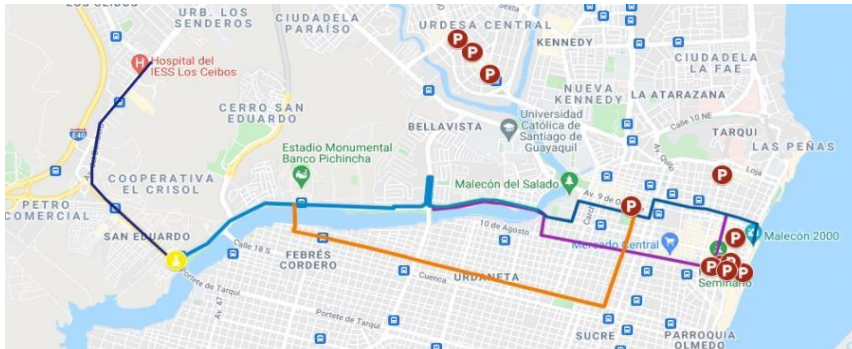 LOS CEIBOS
URB. LOS
SENDEROS
CIUDADELA
PARAÍSO
Sexta
URDESA CENTRAL
KENNEDY
CIUDADELA
LA FAE
Hospital del
IESS Los Ceibos
NUEVA
KENNEDY
LA ATARAZANA
CERRO SAN
EDUARDO
BELLAVISTA
Universidad
Católica de
Santiago de
Guayaquil
Calle 10 NE
TARQUI
LAS PEÑAS
E40
Estadio Monumental
Banco Pichincha
Av. Quito
Loja
COOPERATIVA
EL CRISOL
Malecón del Salado
PETRO
COMERCIAL
Av. 9 de O
10 de Agosto
SAN EDUARDO
Calle 18 S
Mercado Central
Malecón 2000
FEBRÉS
CORDERO
Cuenca
URDANETA
Seminario
Portete de Tarqui
Av. 47
Portete de Tarqui
SUCRE
PARROQUIA
OLMEDO